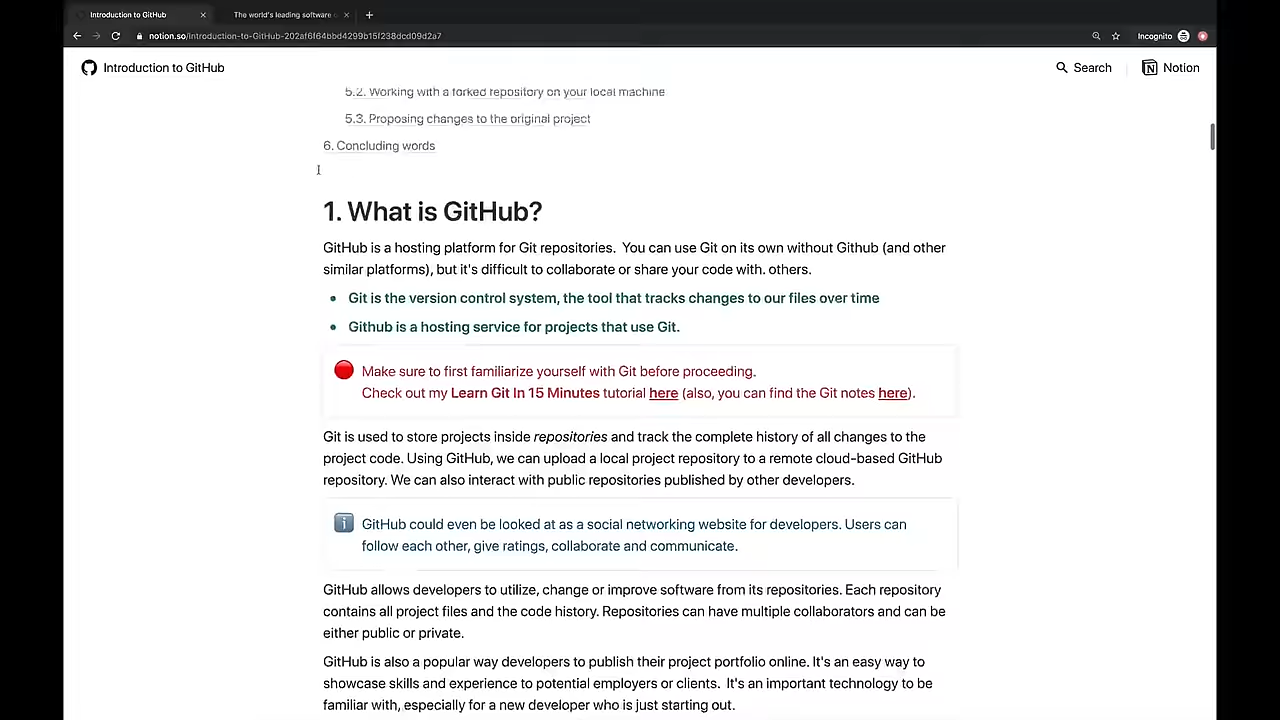 Introduction to GitHub
The world's leading software
notion.so/Introduction-to-GitHub-202af6f64bbd4299b15f238dcd09d2a7
Incognito
Introduction to GitHub
Search
Notion
5.2. Working with a forked repository on your local machine
5.3. Proposing changes to the original project
6. Concluding words
1. What is GitHub?
GitHub is a hosting platform for Git repositories.  You can use Git on its own without Github (and other
similar platforms), but it's difficult to collaborate or share your code with. others.
• Git is the version control system, the tool that tracks changes to our files over time
• Github is a hosting service for projects that use Git.
Make sure to first familiarize yourself with Git before proceeding.
Check out my Learn Git In 15 Minutes tutorial here (also, you can find the Git notes here).
Git is used to store projects inside repositories and track the complete history of all changes to the
project code. Using GitHub, we can upload a local project repository to a remote cloud-based GitHub
repository. We can also interact with public repositories published by other developers.
GitHub could even be looked at as a social networking website for developers. Users can
follow each other, give ratings, collaborate and communicate.
GitHub allows developers to utilize, change or improve software from its repositories. Each repository
contains all project files and the code history. Repositories can have multiple collaborators and can be
either public or private.
GitHub is also a popular way developers to publish their project portfolio online. It's an easy way to
showcase skills and experience to potential employers or clients.  It's an important technology to be
familiar with, especially for a new developer who is just starting out.